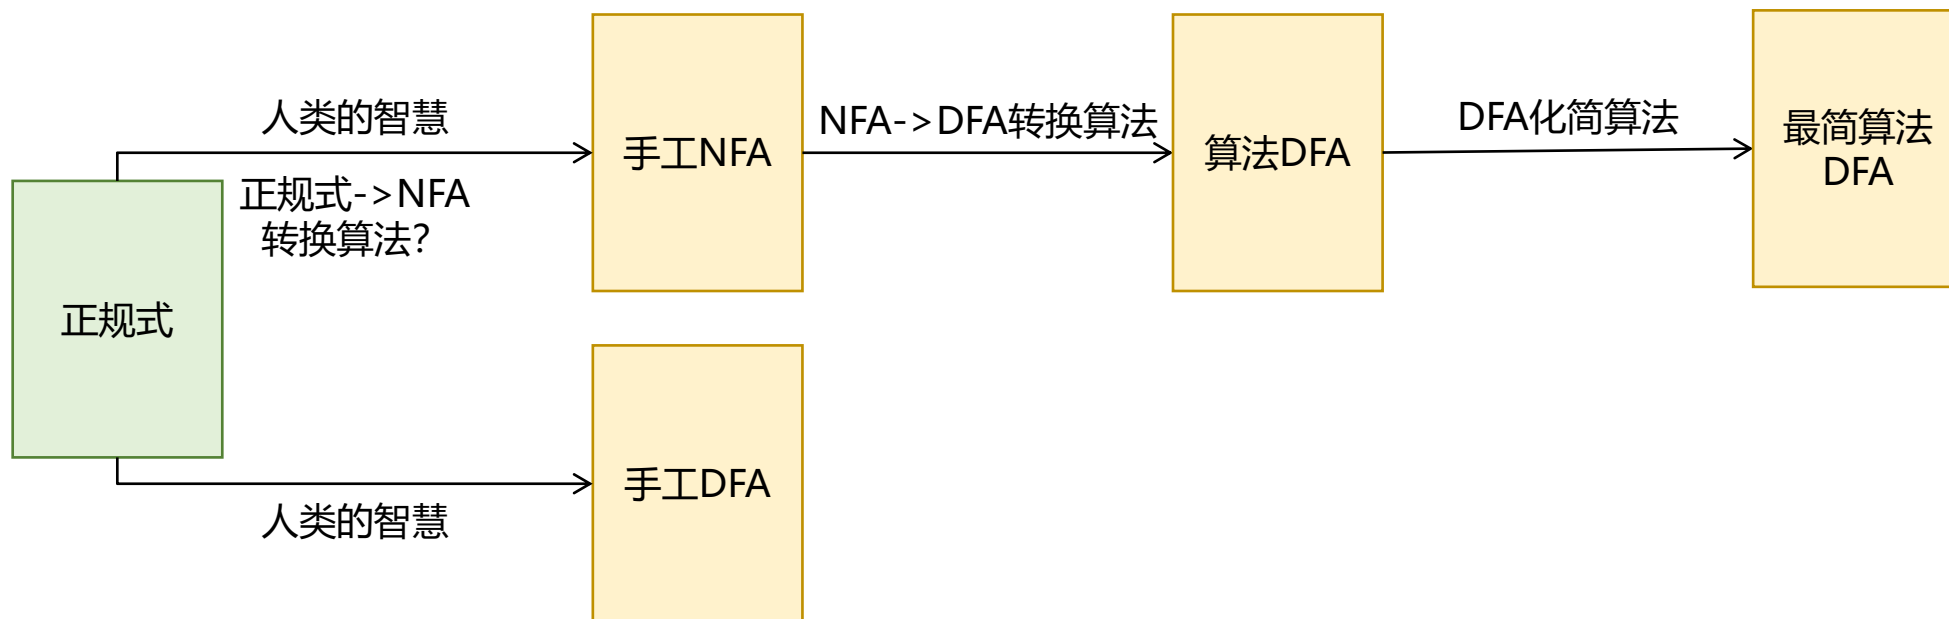 人类的智慧
正规式->NFA
转换算法?
手工NFA
NFA->DFA转换算法
算法DFA
DFA化简算法
最简算法
DFA
正规式
人类的智慧
手工DFA